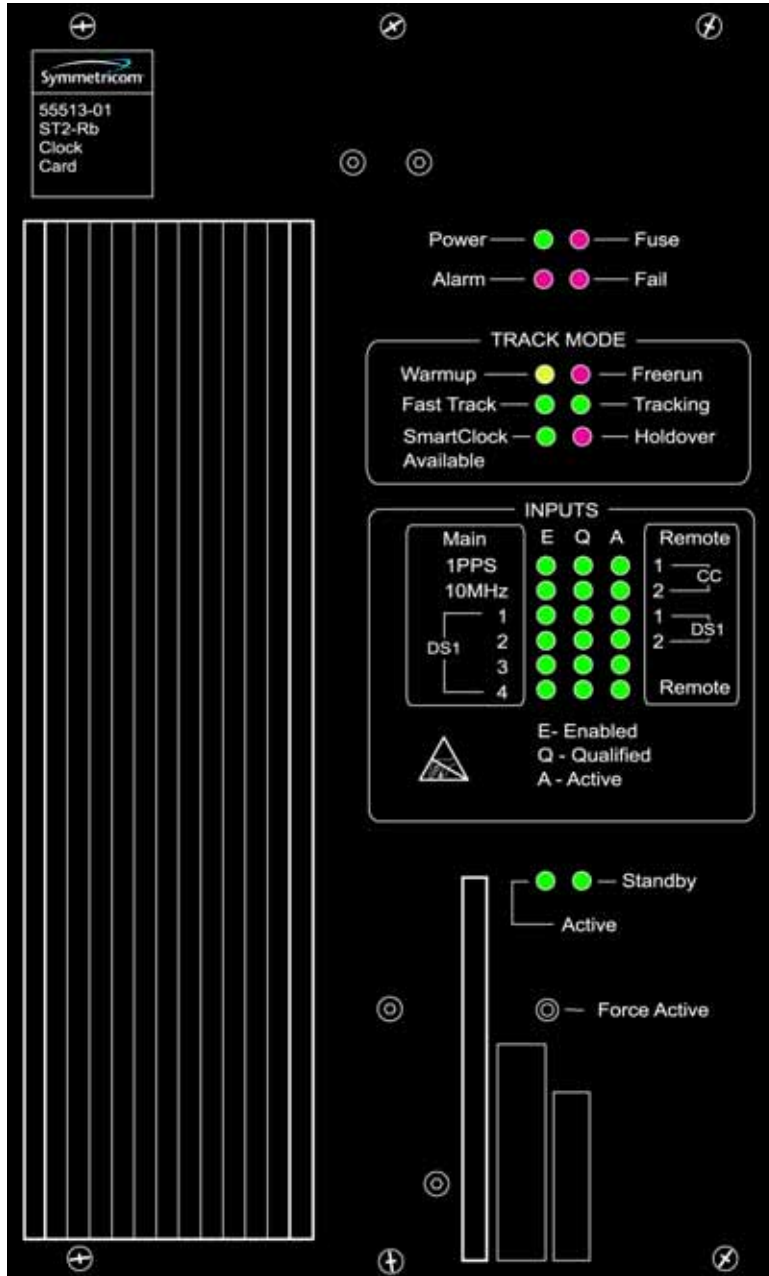 Symmetricom
55513-01
ST2-Rb
Clock
Card
Power Fuse
Alarm Fail
TRACK MODE
Warmup Freerun
Fast Track Tracking
SmartClock Holdover
Available
INPUTS
Main E Q A Remote
1PPS 1 CC
10MHz 2
DS1 1 1 DS1
2 2
3
4 Remote
E- Enabled
Q - Qualified
A - Active
Standby
Active
Force Active